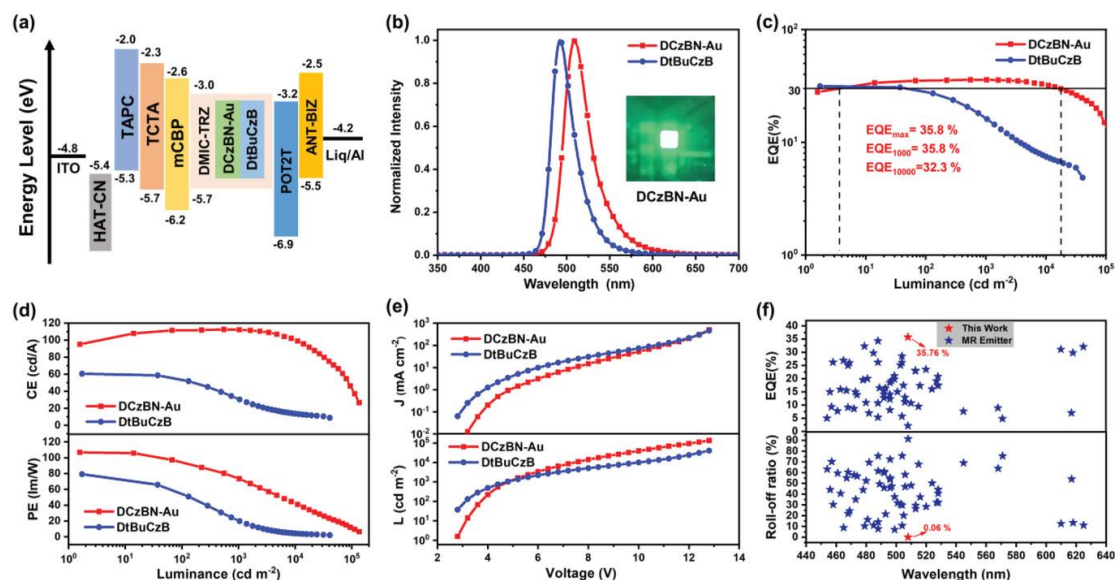 (a)
Energy Level (eV)
-4.8
ITO
-5.4
HAT-CN
-2.0
TAPC
-5.3
-2.3
TCTA
-5.7
-2.6
mCBP
-6.2
-3.0
DMIC-TRZ
-5.7
DCzBN-Au
DtBuCzB
-3.2
POT2T
-6.9
-2.5
ANT-BIZ
-5.5
-4.2
Liq/Al
(b)
Normalized Intensity
1.0
0.8
0.6
0.4
0.2
0.0
DCzBN-Au
DtBuCzB
DCzBN-Au
350 400 450 500 550 600 650 700
Wavelength (nm)
(c)
EQE(%)
30
10¹
10⁰
DCzBN-Au
DtBuCzB
EQEmax= 35.8 %
EQE1000= 35.8 %
EQE10000=32.3 %
10⁰ 10¹ 10² 10³ 10⁴ 10⁵
Luminance (cd m⁻²)
(d)
CE (cd/A)
120
100
80
60
40
20
0
DCzBN-Au
DtBuCzB
PE (lm/W)
120
100
80
60
40
20
0
DCzBN-Au
DtBuCzB
10⁰ 10¹ 10² 10³ 10⁴ 10⁵
Luminance (cd m⁻²)
(e)
J (mA cm⁻²)
10³
10²
10¹
10⁰
10⁻¹
10⁻²
DCzBN-Au
DtBuCzB
L (cd m⁻²)
10⁵
10⁴
10³
10²
10¹
10⁰
DCzBN-Au
DtBuCzB
2 4 6 8 10 12 14
Voltage (V)
(f)
EQE(%)
40
35
30
25
20
15
10
5
0
This Work
MR Emitter
35.76 %
Roll-off ratio (%)
90
80
70
60
50
40
30
20
10
0
0.06 %
440 460 480 500 520 540 560 580 600 620 640
Wavelength (nm)